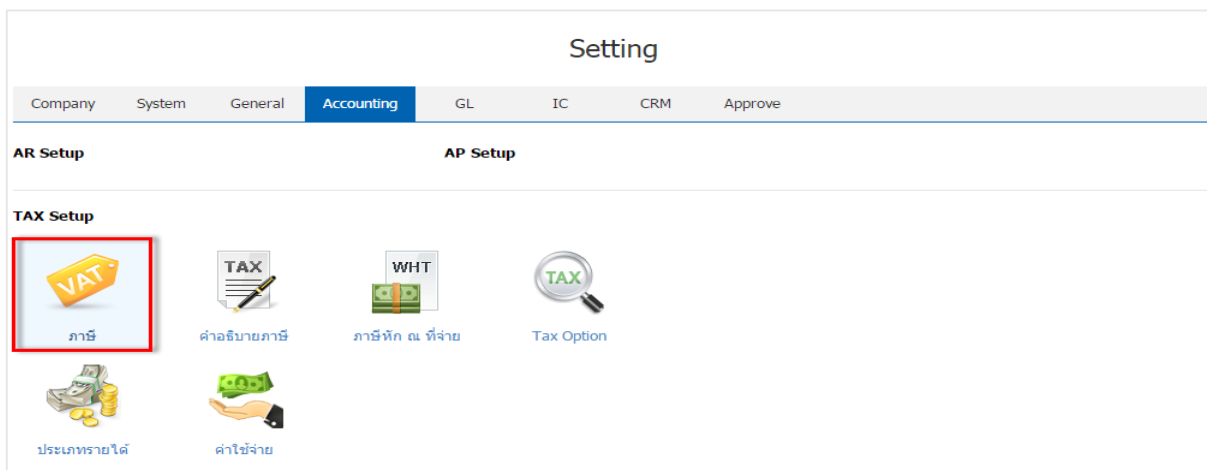 Setting
Company System General Accounting GL IC CRM Approve
AR Setup AP Setup
TAX Setup
VAT TAX WHT TAX
ภาษี คำอธิบายภาษี ภาษีหัก ณ ที่จ่าย Tax Option
ประเภทรายได้ ค่าใช้จ่าย